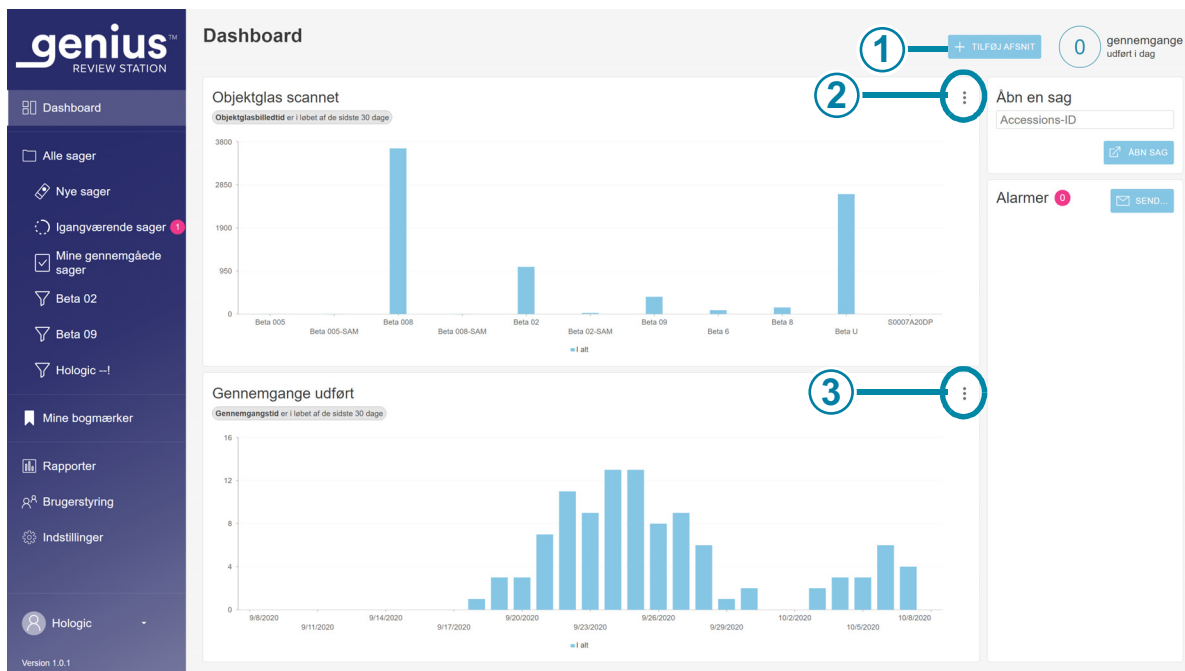 genius™
REVIEW STATION
Dashboard
Alle sager
Nye sager
Igangværende sager 1
Mine gennemgåede
sager
Beta 02
Beta 09
Hologic --!
Mine bogmærker
Rapporter
Brugerstyring
Indstillinger
Hologic
Version 1.0.1
Dashboard
1
+ TILFØJ AFSNIT
0
gennemgange
udført i dag
2
Objektglas scannet
Objektglasbilledtid er i løbet af de sidste 30 dage
3800
2850
1900
950
0
Beta 005
Beta 005-SAM
Beta 008
Beta 008-SAM
Beta 02
Beta 02-SAM
Beta 09
Beta 6
Beta 8
Beta U
S0007A20DP
I alt
3
Gennemgange udført
Gennemgangstid er i løbet af de sidste 30 dage
16
12
8
4
0
9/8/2020
9/11/2020
9/14/2020
9/17/2020
9/20/2020
9/23/2020
9/26/2020
9/29/2020
10/2/2020
10/5/2020
10/8/2020
I alt
Åbn en sag
Accessions-ID
ÅBN SAG
Alarmer 0
SEND...